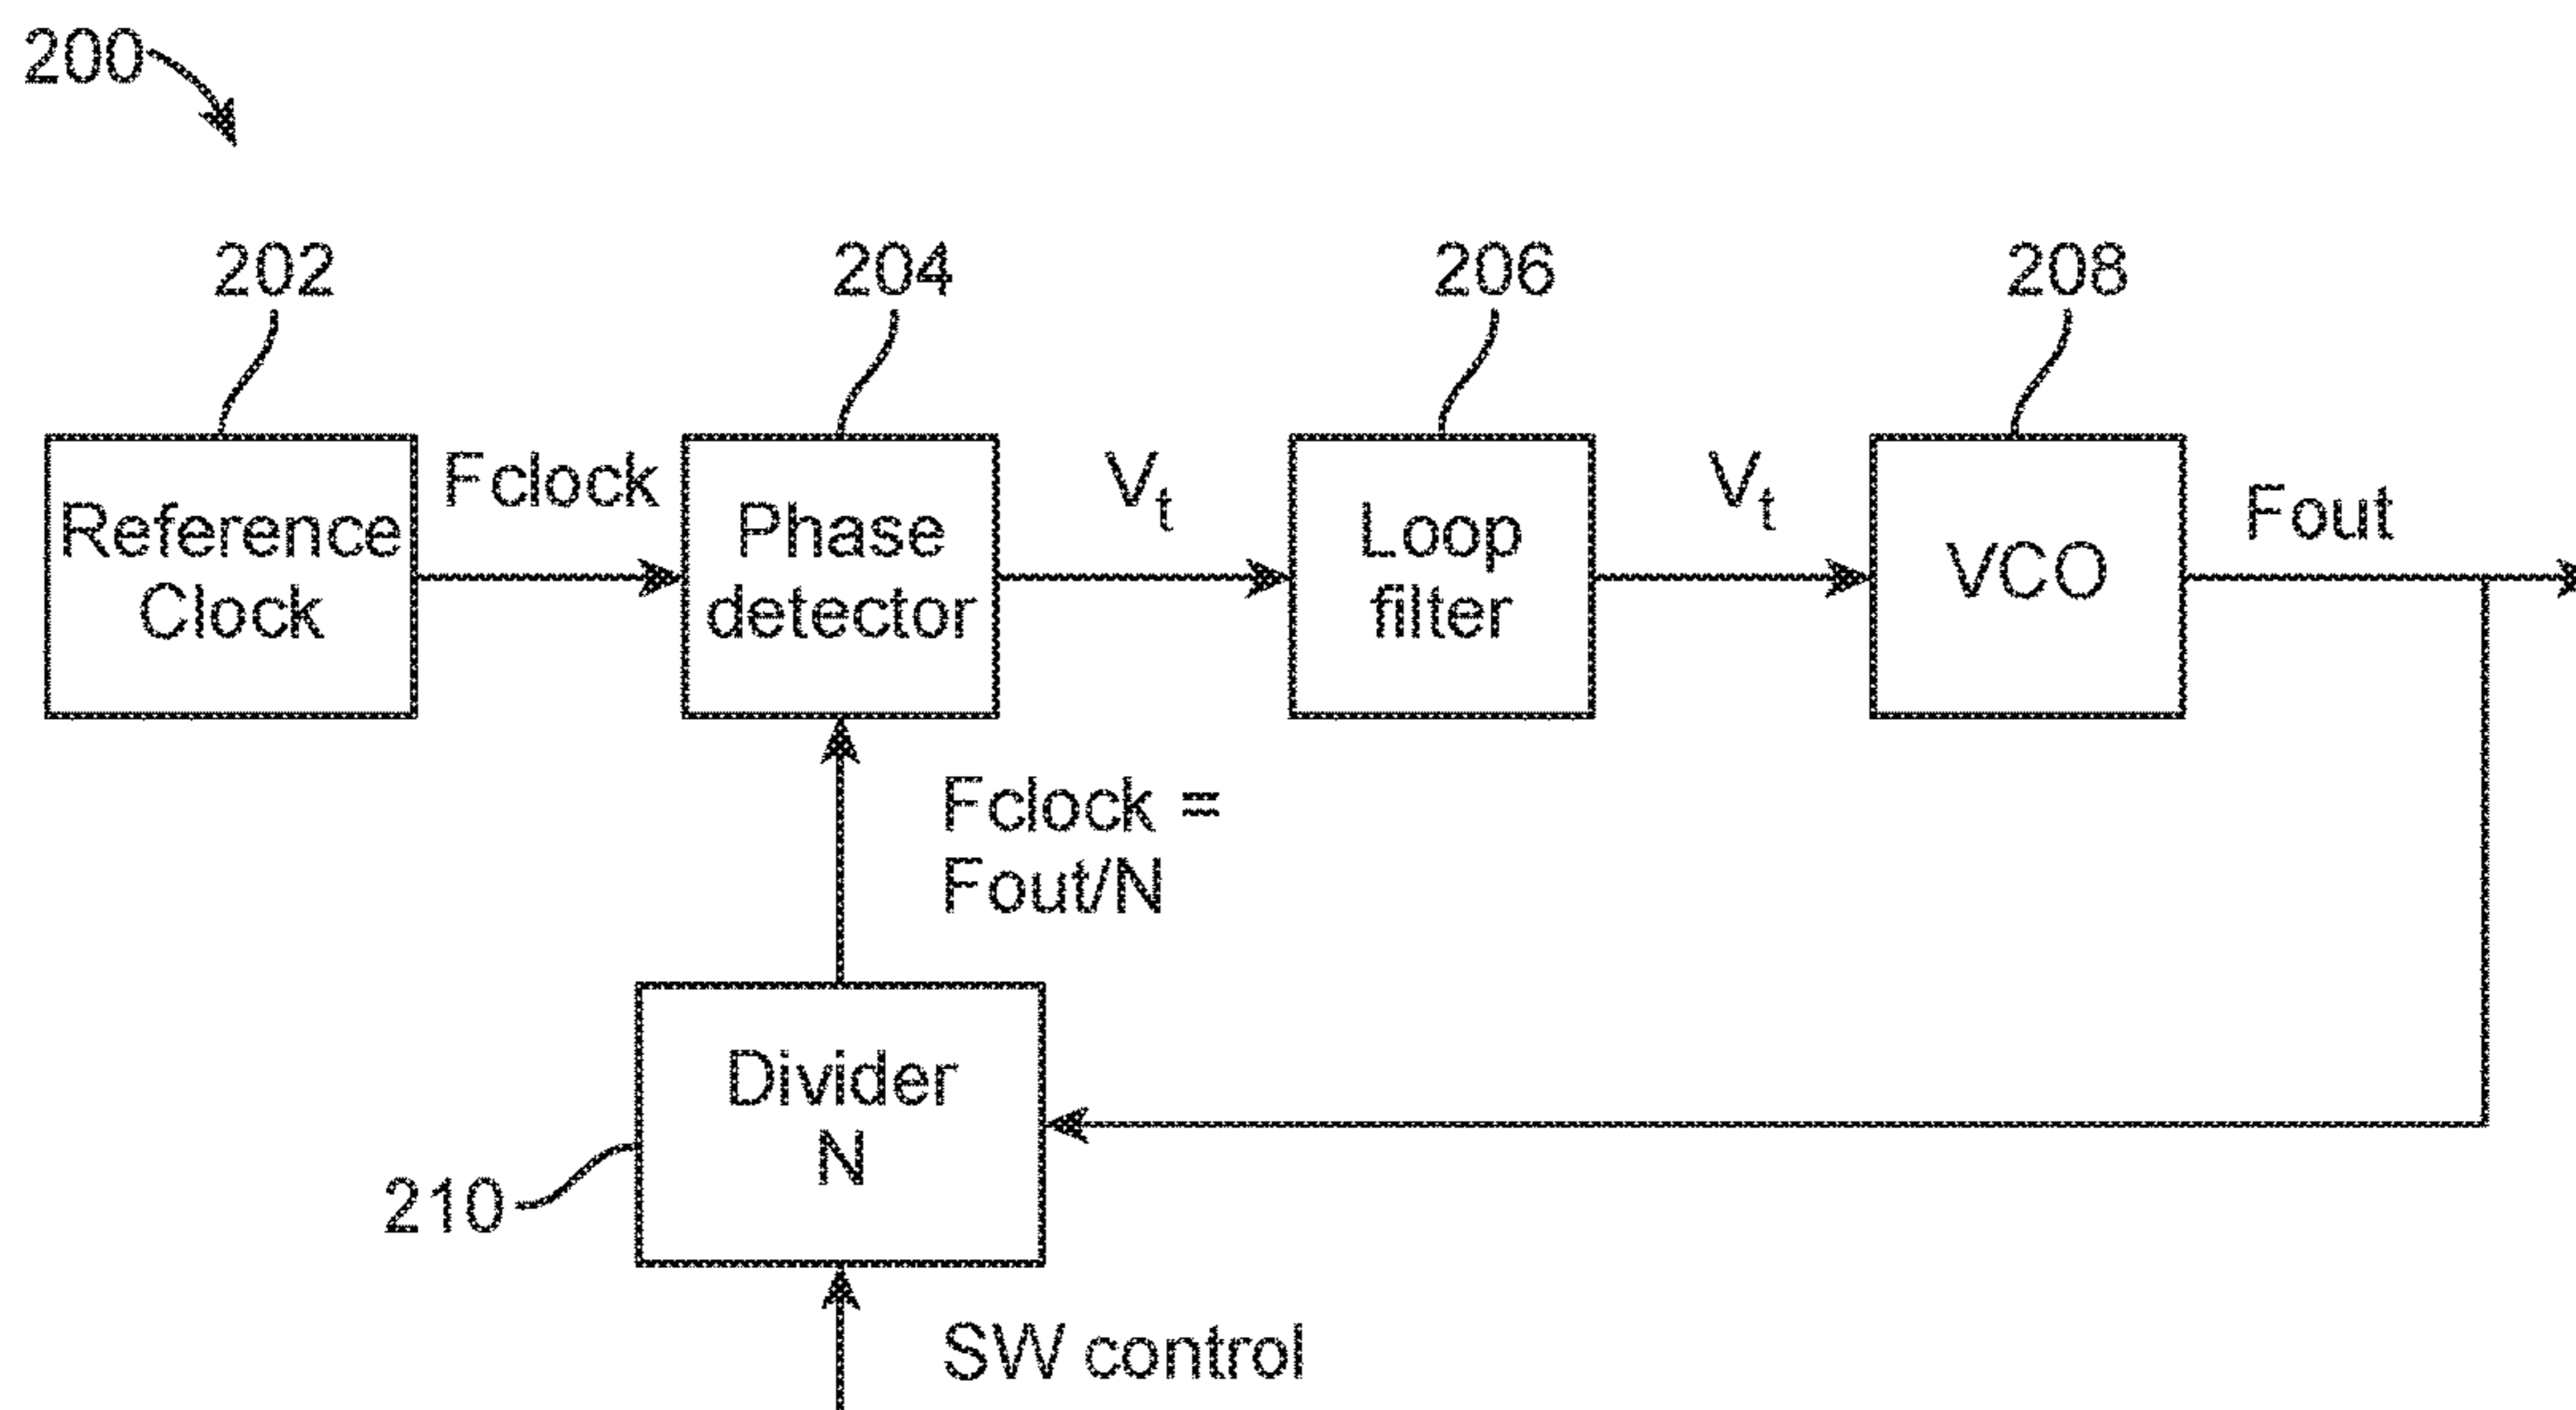 200
202
204
206
208
Reference
Clock
Fclock
Phase
detector
Vt
Loop
filter
Vt
VCO
Fout
Fclock =
Fout/N
Divider
N
210
SW control